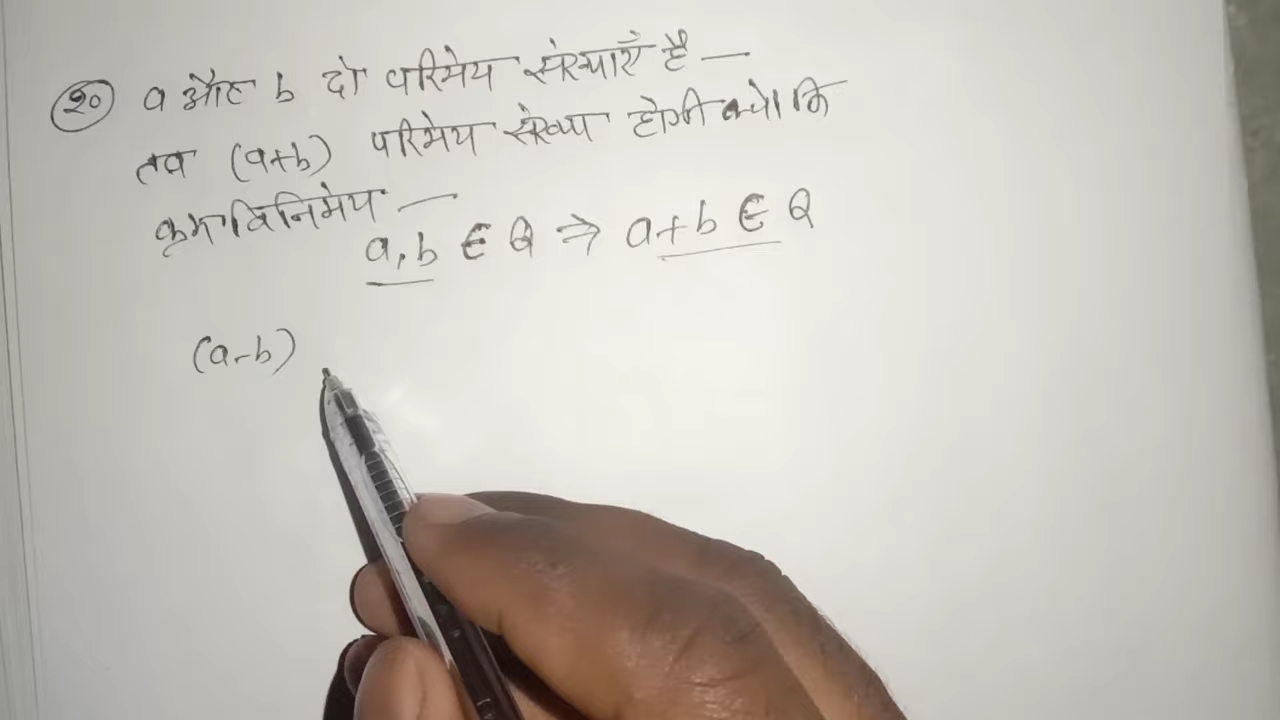 २० a और b दो परिमेय संख्याएँ है —
तब (a+b) परिमेय संख्या होगी क्यो कि
क्रमविनिमेय —
a, b ∈ Q ⇒ a+b ∈ Q
(a-b)